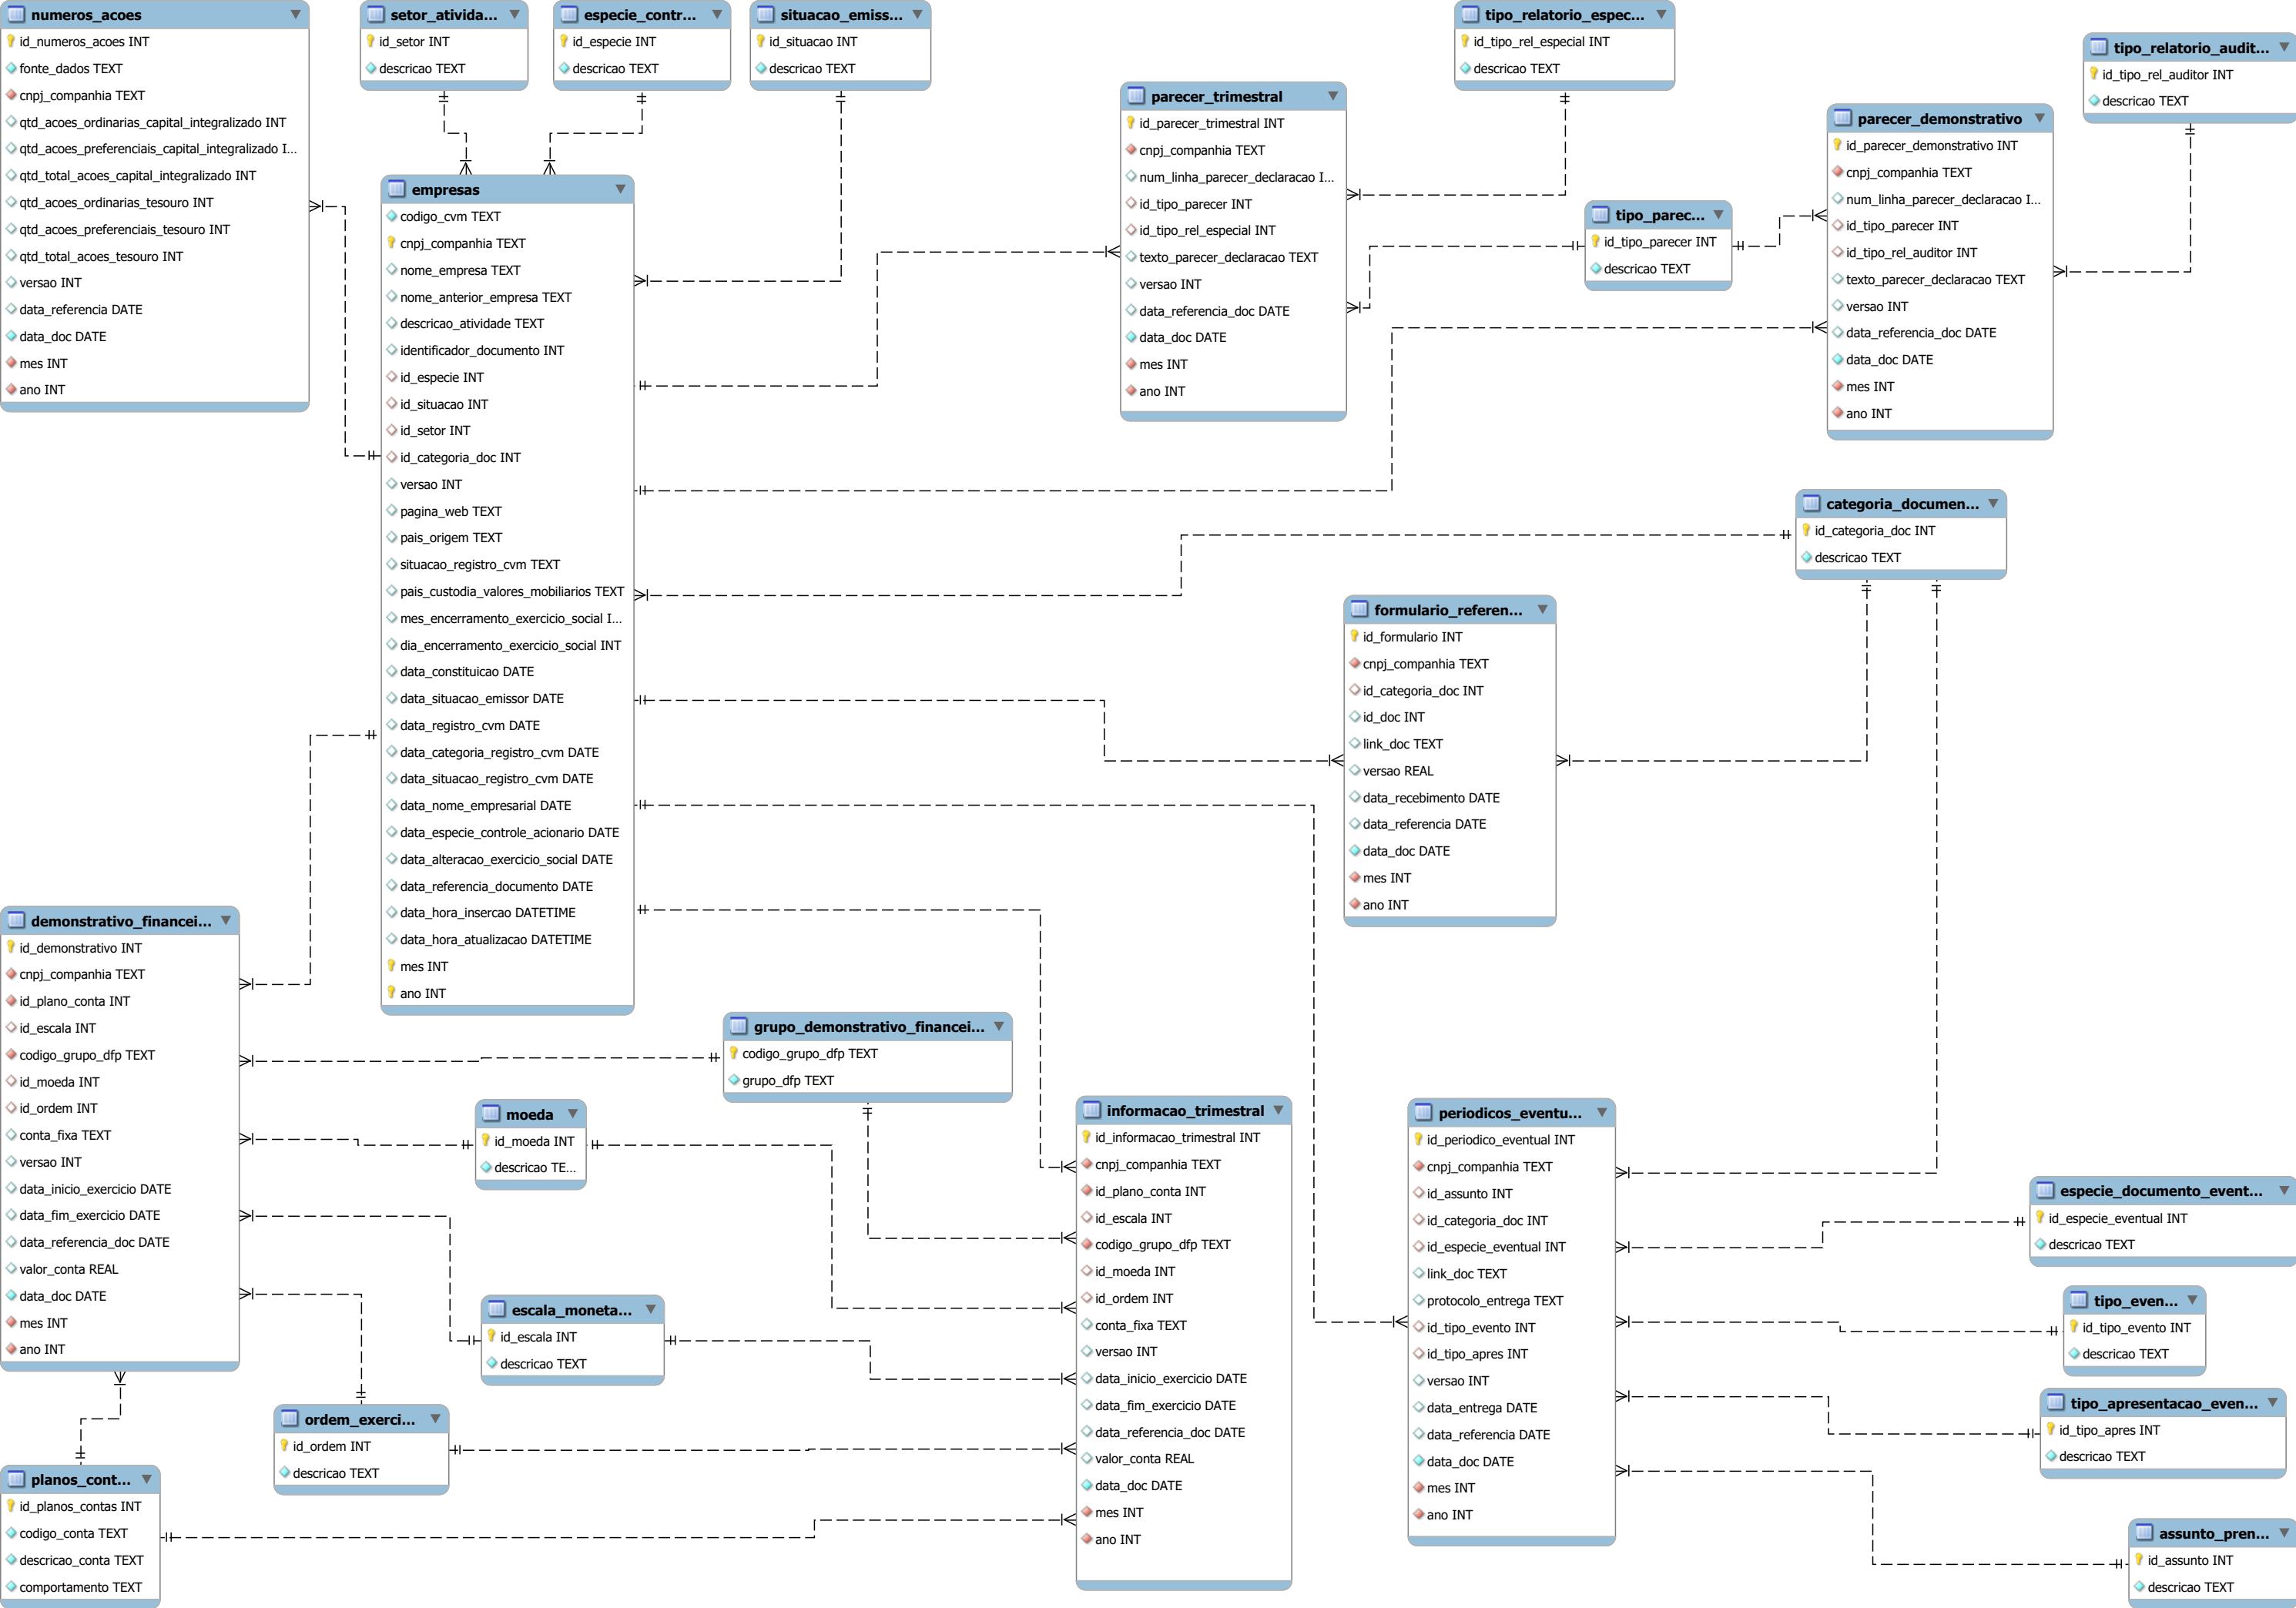 numeros_acoes
id_numeros_acoes INT
fonte_dados TEXT
cnpj_companhia TEXT
qtd_acoes_ordinarias_capital_integralizado INT
qtd_acoes_preferenciais_capital_integralizado I...
qtd_total_acoes_capital_integralizado INT
qtd_acoes_ordinarias_tesouro INT
qtd_acoes_preferenciais_tesouro INT
qtd_total_acoes_tesouro INT
versao INT
data_referencia DATE
data_doc DATE
mes INT
ano INT
setor_ativida...
id_setor INT
descricao TEXT
especie_contr...
id_especie INT
descricao TEXT
situacao_emiss...
id_situacao INT
descricao TEXT
tipo_relatorio_espec...
id_tipo_rel_especial INT
descricao TEXT
tipo_relatorio_audit...
id_tipo_rel_auditor INT
descricao TEXT
parecer_trimestral
id_parecer_trimestral INT
cnpj_companhia TEXT
num_linha_parecer_declaracao I...
id_tipo_parecer INT
id_tipo_rel_especial INT
texto_parecer_declaracao TEXT
versao INT
data_referencia_doc DATE
data_doc DATE
mes INT
ano INT
parecer_demonstrativo
id_parecer_demonstrativo INT
cnpj_companhia TEXT
num_linha_parecer_declaracao I...
id_tipo_parecer INT
id_tipo_rel_auditor INT
texto_parecer_declaracao TEXT
versao INT
data_referencia_doc DATE
data_doc DATE
mes INT
ano INT
tipo_parec...
id_tipo_parecer INT
descricao TEXT
empresas
codigo_cvm TEXT
cnpj_companhia TEXT
nome_empresa TEXT
nome_anterior_empresa TEXT
descricao_atividade TEXT
identificador_documento INT
id_especie INT
id_situacao INT
id_setor INT
id_categoria_doc INT
versao INT
pagina_web TEXT
pais_origem TEXT
situacao_registro_cvm TEXT
pais_custodia_valores_mobiliarios TEXT
mes_encerramento_exercicio_social I...
dia_encerramento_exercicio_social INT
data_constituicao DATE
data_situacao_emissor DATE
data_registro_cvm DATE
data_categoria_registro_cvm DATE
data_situacao_registro_cvm DATE
data_nome_empresarial DATE
data_especie_controle_acionario DATE
data_alteracao_exercicio_social DATE
data_referencia_documento DATE
data_hora_insercao DATETIME
data_hora_atualizacao DATETIME
mes INT
ano INT
categoria_documen...
id_categoria_doc INT
descricao TEXT
formulario_referen...
id_formulario INT
cnpj_companhia TEXT
id_categoria_doc INT
id_doc INT
link_doc TEXT
versao REAL
data_recebimento DATE
data_referencia DATE
data_doc DATE
mes INT
ano INT
demonstrativo_financei...
id_demonstrativo INT
cnpj_companhia TEXT
id_plano_conta INT
id_escala INT
codigo_grupo_dfp TEXT
id_moeda INT
id_ordem INT
conta_fixa TEXT
versao INT
data_inicio_exercicio DATE
data_fim_exercicio DATE
data_referencia_doc DATE
valor_conta REAL
data_doc DATE
mes INT
ano INT
grupo_demonstrativo_financei...
codigo_grupo_dfp TEXT
grupo_dfp TEXT
moeda
id_moeda INT
descricao TE...
informacao_trimestral
id_informacao_trimestral INT
cnpj_companhia TEXT
id_plano_conta INT
id_escala INT
codigo_grupo_dfp TEXT
id_moeda INT
id_ordem INT
conta_fixa TEXT
versao INT
data_inicio_exercicio DATE
data_fim_exercicio DATE
data_referencia_doc DATE
valor_conta REAL
data_doc DATE
mes INT
ano INT
periodicos_eventu...
id_periodico_eventual INT
cnpj_companhia TEXT
id_assunto INT
id_categoria_doc INT
id_especie_eventual INT
link_doc TEXT
protocolo_entrega TEXT
id_tipo_evento INT
id_tipo_apres INT
versao INT
data_entrega DATE
data_referencia DATE
data_doc DATE
mes INT
ano INT
especie_documento_event...
id_especie_eventual INT
descricao TEXT
tipo_even...
id_tipo_evento INT
descricao TEXT
tipo_apresentacao_even...
id_tipo_apres INT
descricao TEXT
assunto_pren...
id_assunto INT
descricao TEXT
escala_moneta...
id_escala INT
descricao TEXT
ordem_exerci...
id_ordem INT
descricao TEXT
planos_cont...
id_planos_contas INT
codigo_conta TEXT
descricao_conta TEXT
comportamento TEXT